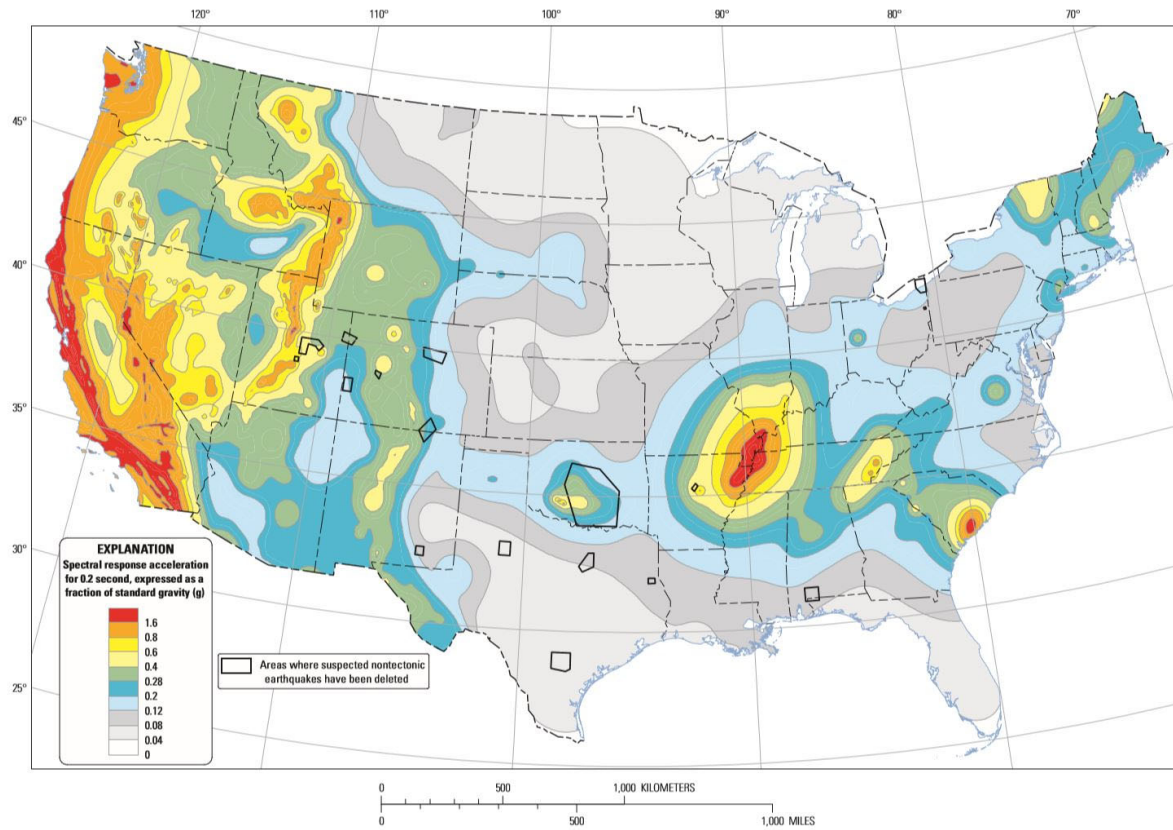 120°
110°
100°
90°
80°
70°
45°
40°
35°
30°
25°
EXPLANATION
Spectral response acceleration
for 0.2 second, expressed as a
fraction of standard gravity (g)
1.6
0.8
0.6
0.4
0.28
0.2
0.12
0.08
0.04
0
Areas where suspected nontectonic
earthquakes have been deleted
0 500 1,000 KILOMETERS
0 500 1,000 MILES